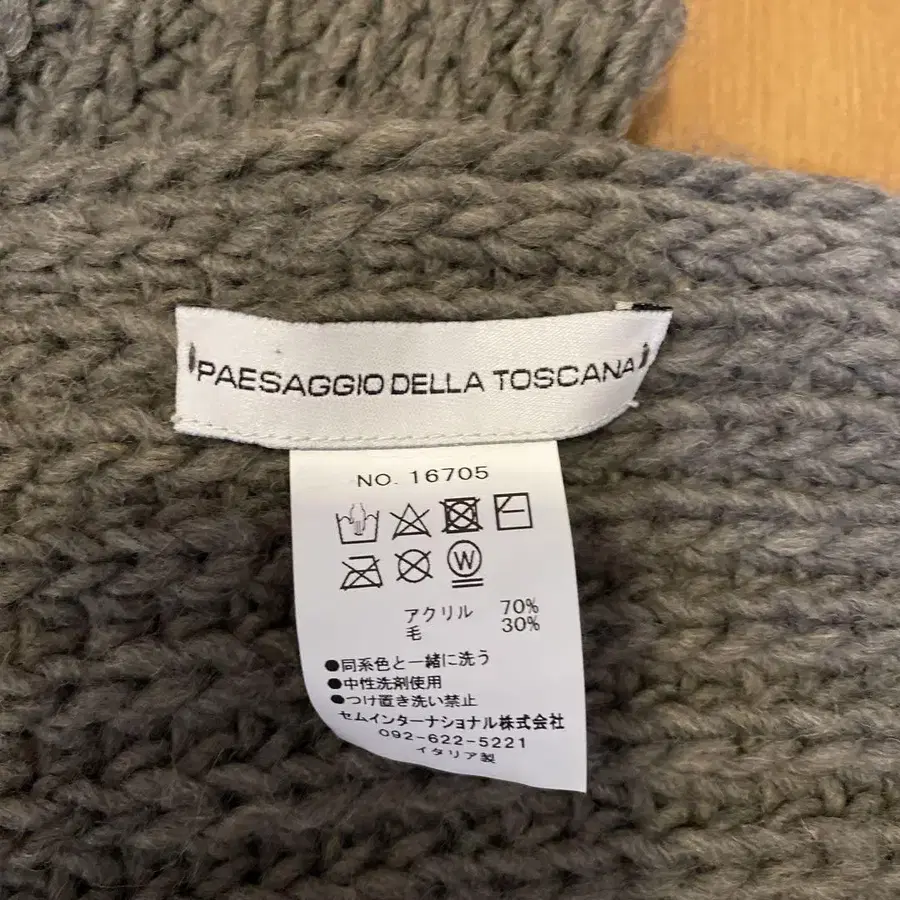 PAESAGGIO DELLA TOSCANA
NO. 16705
W
アクリル 70%
毛 30%
●同系色と一緒に洗う
●中性洗剤使用
●つけ置き洗い禁止
セムインターナショナル株式会社
092-622-5221
イタリア製